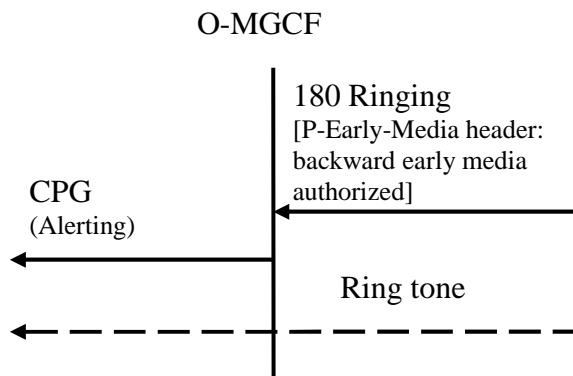 O-MGCF
180 Ringing
[P-Early-Media header:
backward early media
authorized]
CPG
(Alerting)
Ring tone